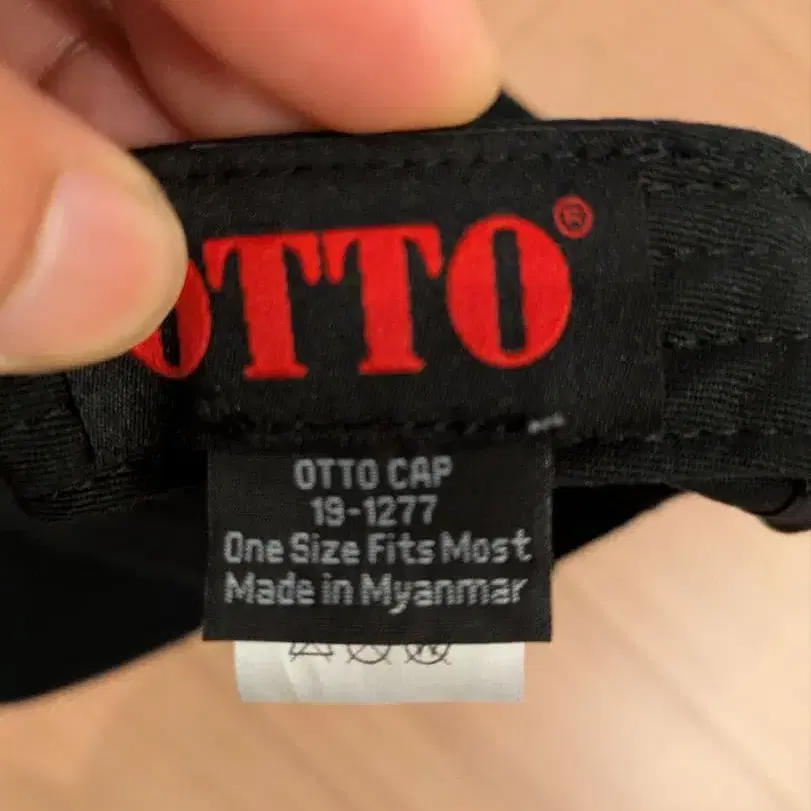 OTTO®
OTTO CAP
19-1277
One Size Fits Most
Made in Myanmar